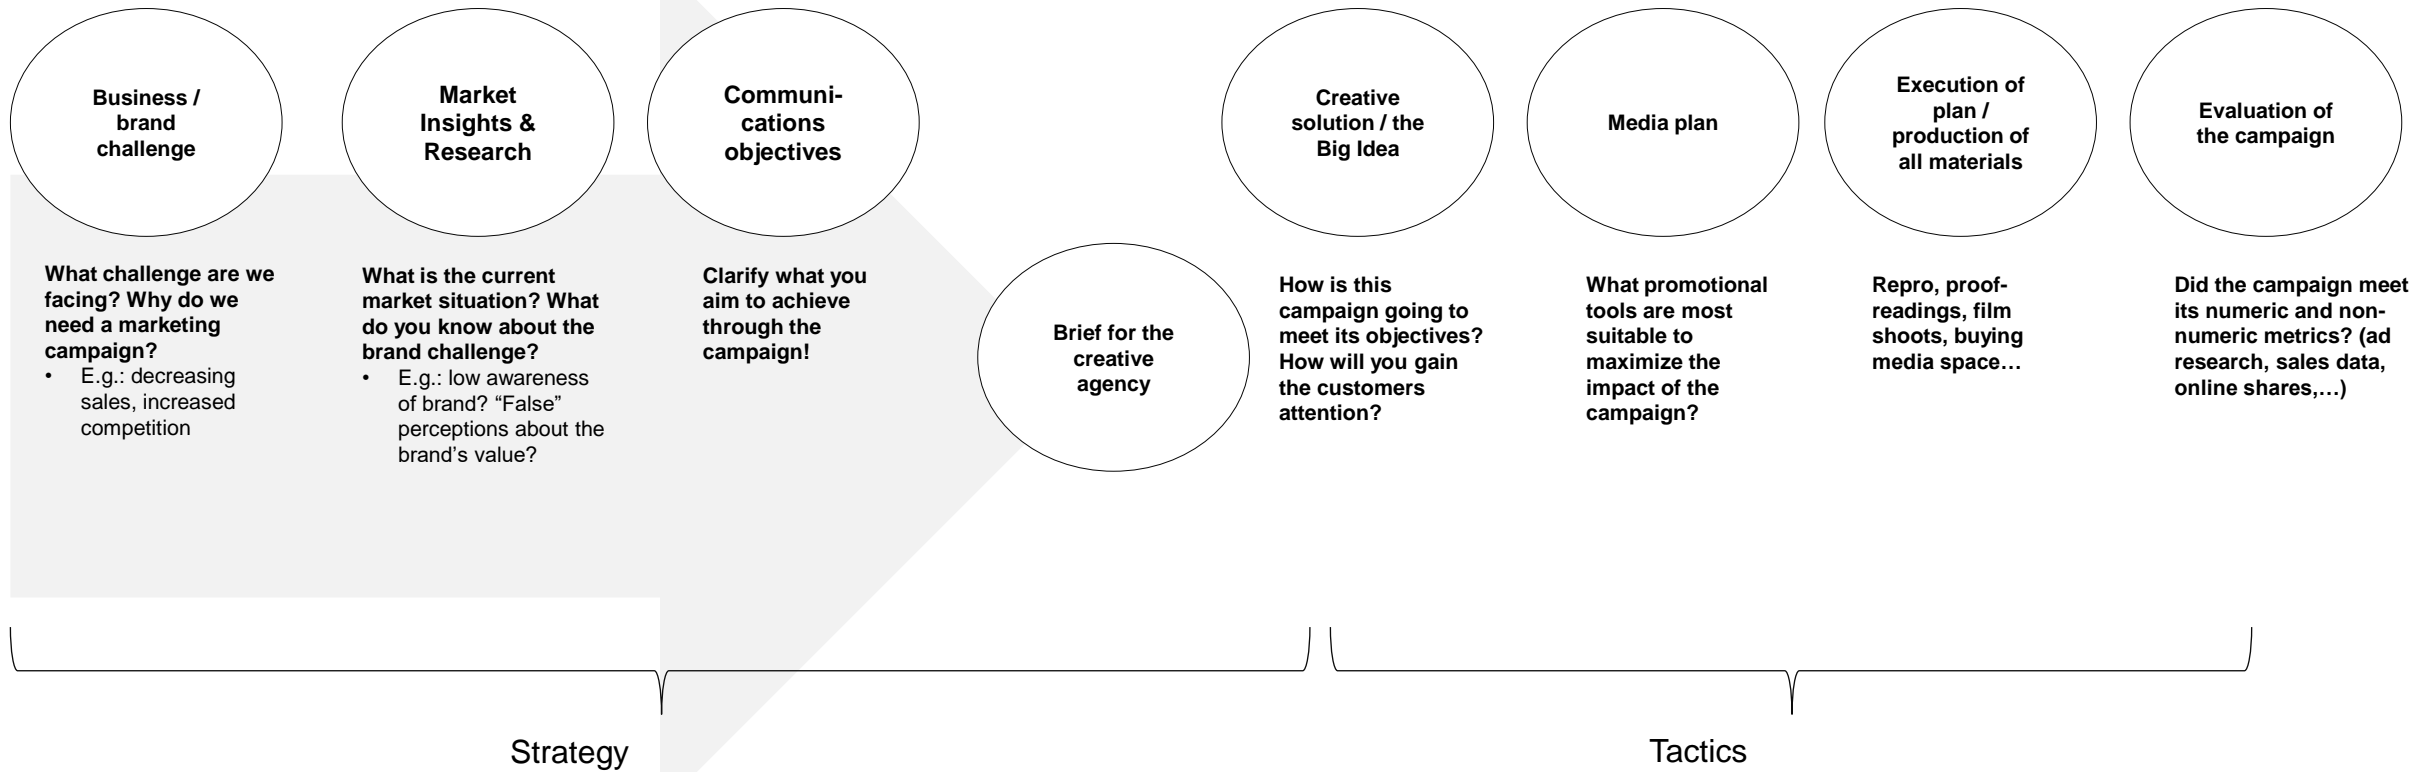 Business /
brand
challenge
Market
Insights &
Research
Communi-
cations
objectives
Creative
solution / the
Big Idea
Media plan
Execution of
plan /
production of
all materials
Evaluation of
the campaign
What challenge are we
facing? Why do we
need a marketing
campaign?
• E.g.: decreasing
sales, increased
competition
What is the current
market situation? What
do you know about the
brand challenge?
• E.g.: low awareness
of brand? “False”
perceptions about the
brand’s value?
Clarify what you
aim to achieve
through the
campaign!
Brief for the
creative
agency
How is this
campaign going to
meet its objectives?
How will you gain
the customers
attention?
What promotional
tools are most
suitable to
maximize the
impact of the
campaign?
Repro, proof-
readings, film
shoots, buying
media space…
Did the campaign meet
its numeric and non-
numeric metrics? (ad
research, sales data,
online shares,…)
Strategy
Tactics